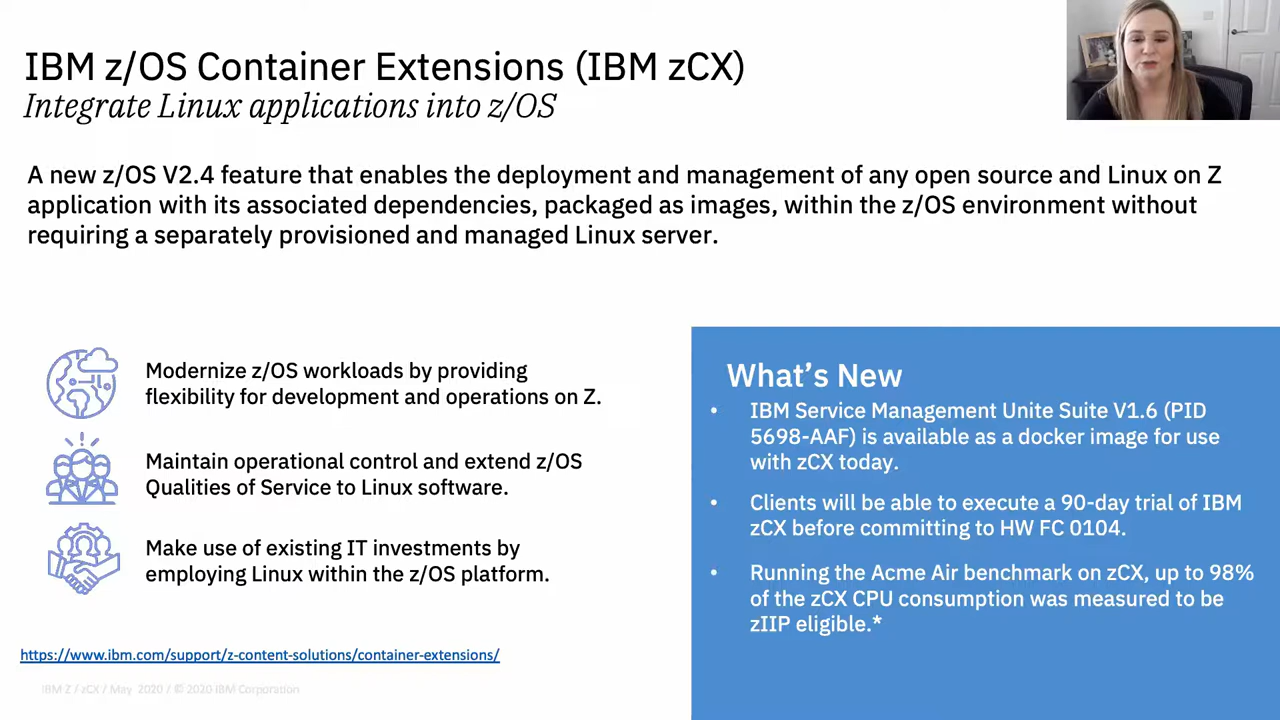 IBM z/OS Container Extensions (IBM zCX)
Integrate Linux applications into z/OS
A new z/OS V2.4 feature that enables the deployment and management of any open source and Linux on Z
application with its associated dependencies, packaged as images, within the z/OS environment without
requiring a separately provisioned and managed Linux server.
Modernize z/OS workloads by providing
flexibility for development and operations on Z.
Maintain operational control and extend z/OS
Qualities of Service to Linux software.
Make use of existing IT investments by
employing Linux within the z/OS platform.
https://www.ibm.com/support/z-content-solutions/container-extensions/
IBM Z / zCX / May 2020 / © 2020 IBM Corporation
What's New
• IBM Service Management Unite Suite V1.6 (PID
5698-AAF) is available as a docker image for use
with zCX today.
• Clients will be able to execute a 90-day trial of IBM
zCX before committing to HW FC 0104.
• Running the Acme Air benchmark on zCX, up to 98%
of the zCX CPU consumption was measured to be
zIIP eligible.*